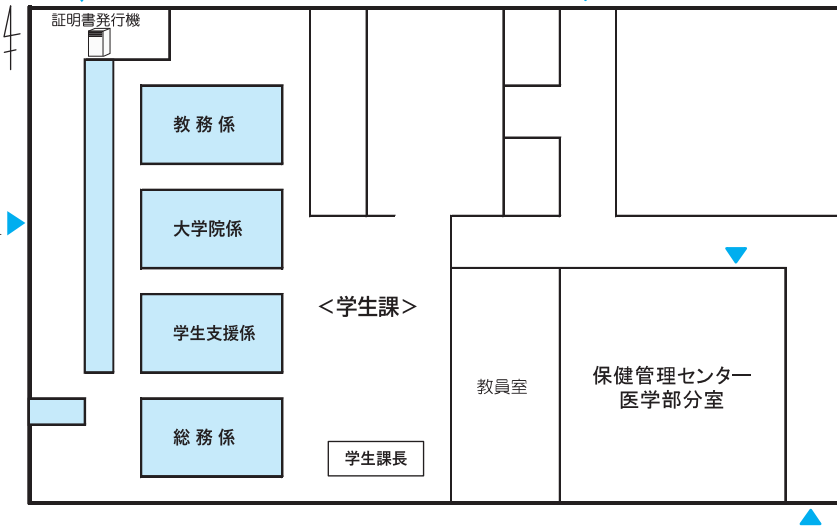 証明書発行機
教務係
大学院係
学生支援係
総務係
＜学生課＞
学生課長
教員室
保健管理センター
医学部分室